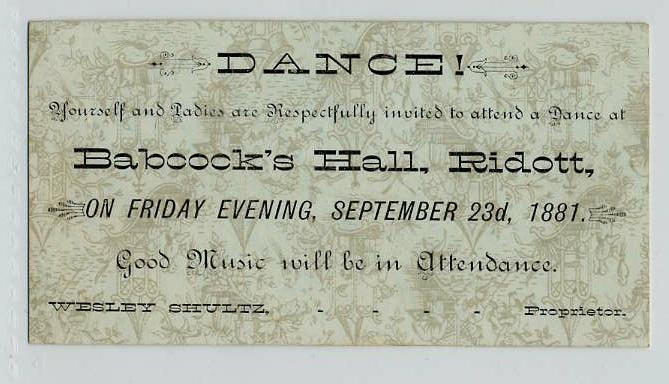 DANCE!
Yourself and Ladies are Respectfully invited to attend a Dance at
Babcock's Hall, Ridott,
ON FRIDAY EVENING, SEPTEMBER 23d, 1881.
Good Music will be in Attendance.
WESLEY SHULTZ, - - - - Proprietor.